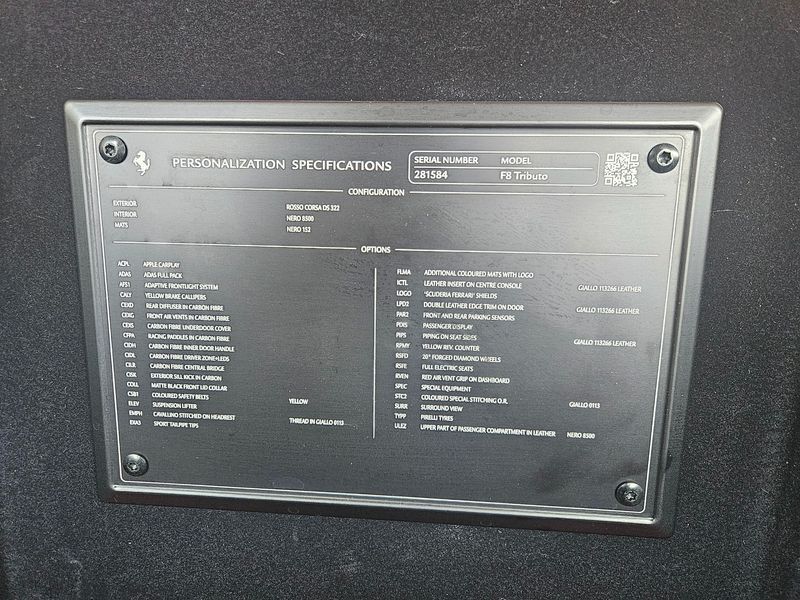 PERSONALIZATION SPECIFICATIONS
SERIAL NUMBER MODEL
281584 F8 Tributo
CONFIGURATION
EXTERIOR ROSSO CORSA DS 322
INTERIOR NERO 8500
MATS NERO 152
OPTIONS
ACPL APPLE CARPLAY
ADAS ADAS FULL PACK
AFS1 ADAPTIVE FRONTLIGHT SYSTEM
CALY YELLOW BRAKE CALLIPERS
CEXD REAR DIFFUSER IN CARBON FIBRE
CDIG FRONT AIR VENTS IN CARBON FIBRE
CDIS CARBON FIBRE UNDERDOOR COVER
CFPA RACING PADDLES IN CARBON FIBRE
CIDH CARBON FIBRE INNER DOOR HANDLE
CIDL CARBON FIBRE DRIVER ZONE+LEDS
CILR CARBON FIBRE CENTRAL BRIDGE
CISK EXTERIOR SILL KICK IN CARBON
COLL MATTE BLACK FRONT LID COLLAR
CSB1 COLOURED SAFETY BELTS YELLOW
ELEV SUSPENSION LIFTER
EMPH CAVALLINO STITCHED ON HEADREST THREAD IN GIALLO 0113
EXA3 SPORT TAILPIPE TIPS
FLMA ADDITIONAL COLOURED MATS WITH LOGO
ICTL LEATHER INSERT ON CENTRE CONSOLE GIALLO 113266 LEATHER
LOGO "SCUDERIA FERRARI" SHIELDS
LPD2 DOUBLE LEATHER EDGE TRIM ON DOOR GIALLO 113266 LEATHER
PAR2 FRONT AND REAR PARKING SENSORS
PDIS PASSENGER DISPLAY
PIPS PIPING ON SEAT SIDES GIALLO 113266 LEATHER
RPMY YELLOW REV. COUNTER
RSFD 20" FORGED DIAMOND WHEELS
RSFE FULL ELECTRIC SEATS
RVEN RED AIR VENT GRIP ON DASHBOARD
SPEC SPECIAL EQUIPMENT
STC2 COLOURED SPECIAL STITCHING O.R. GIALLO 0113
SURR SURROUND VIEW
TYPP PIRELLI TYRES
ULEZ UPPER PART OF PASSENGER COMPARTMENT IN LEATHER NERO 8500